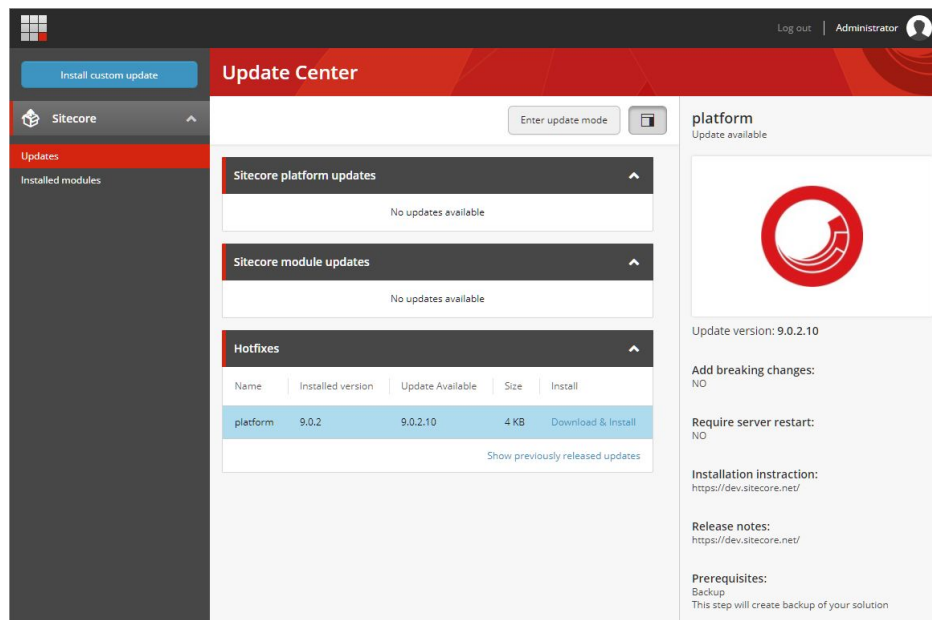 Log out | Administrator
Install custom update
Update Center
Sitecore
Updates
Installed modules
Enter update mode
Sitecore platform updates
No updates available
Sitecore module updates
No updates available
Hotfixes
Name Installed version Update Available Size Install
platform 9.0.2 9.0.2.10 4 KB Download & Install
Show previously released updates
platform
Update available
Update version: 9.0.2.10
Add breaking changes:
NO
Require server restart:
NO
Installation instraction:
https://dev.sitecore.net/
Release notes:
https://dev.sitecore.net/
Prerequisites:
Backup
This step will create backup of your solution